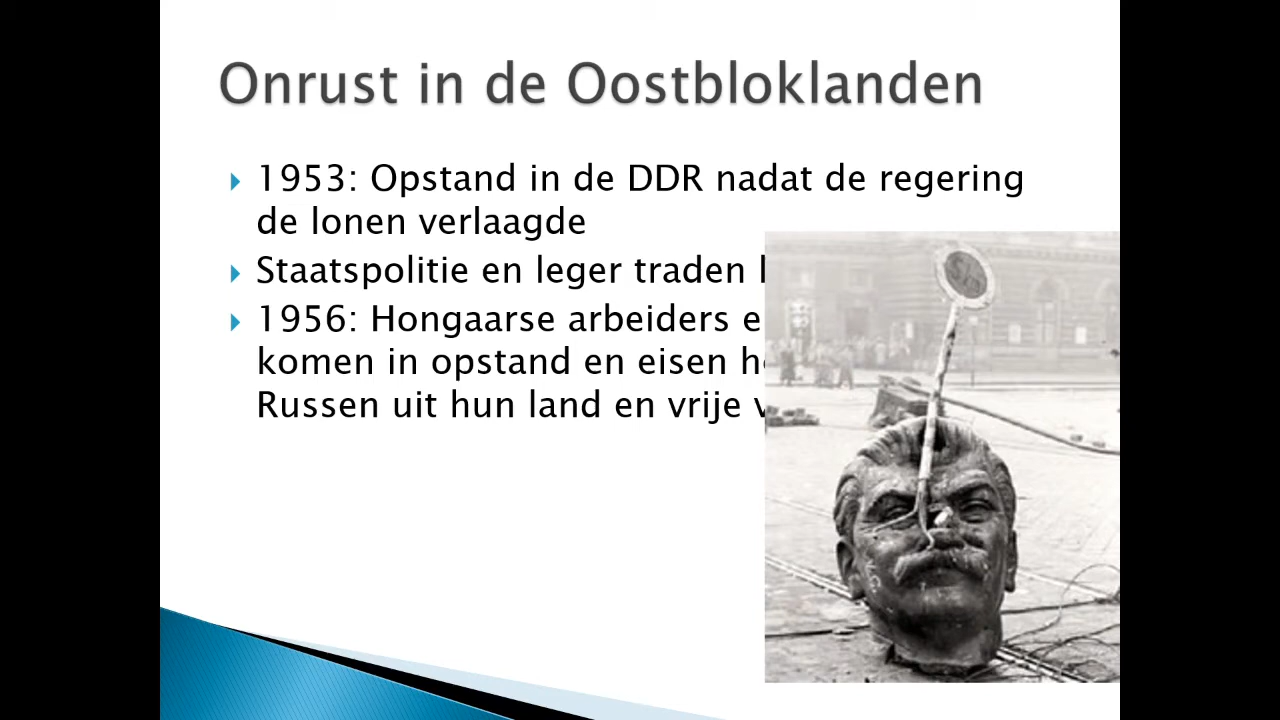 Onrust in de Oostbloklanden
1953: Opstand in de DDR nadat de regering
de lonen verlaagde
Staatspolitie en leger traden
1956: Hongaarse arbeiders
komen in opstand en eisen
Russen uit hun land en vrije